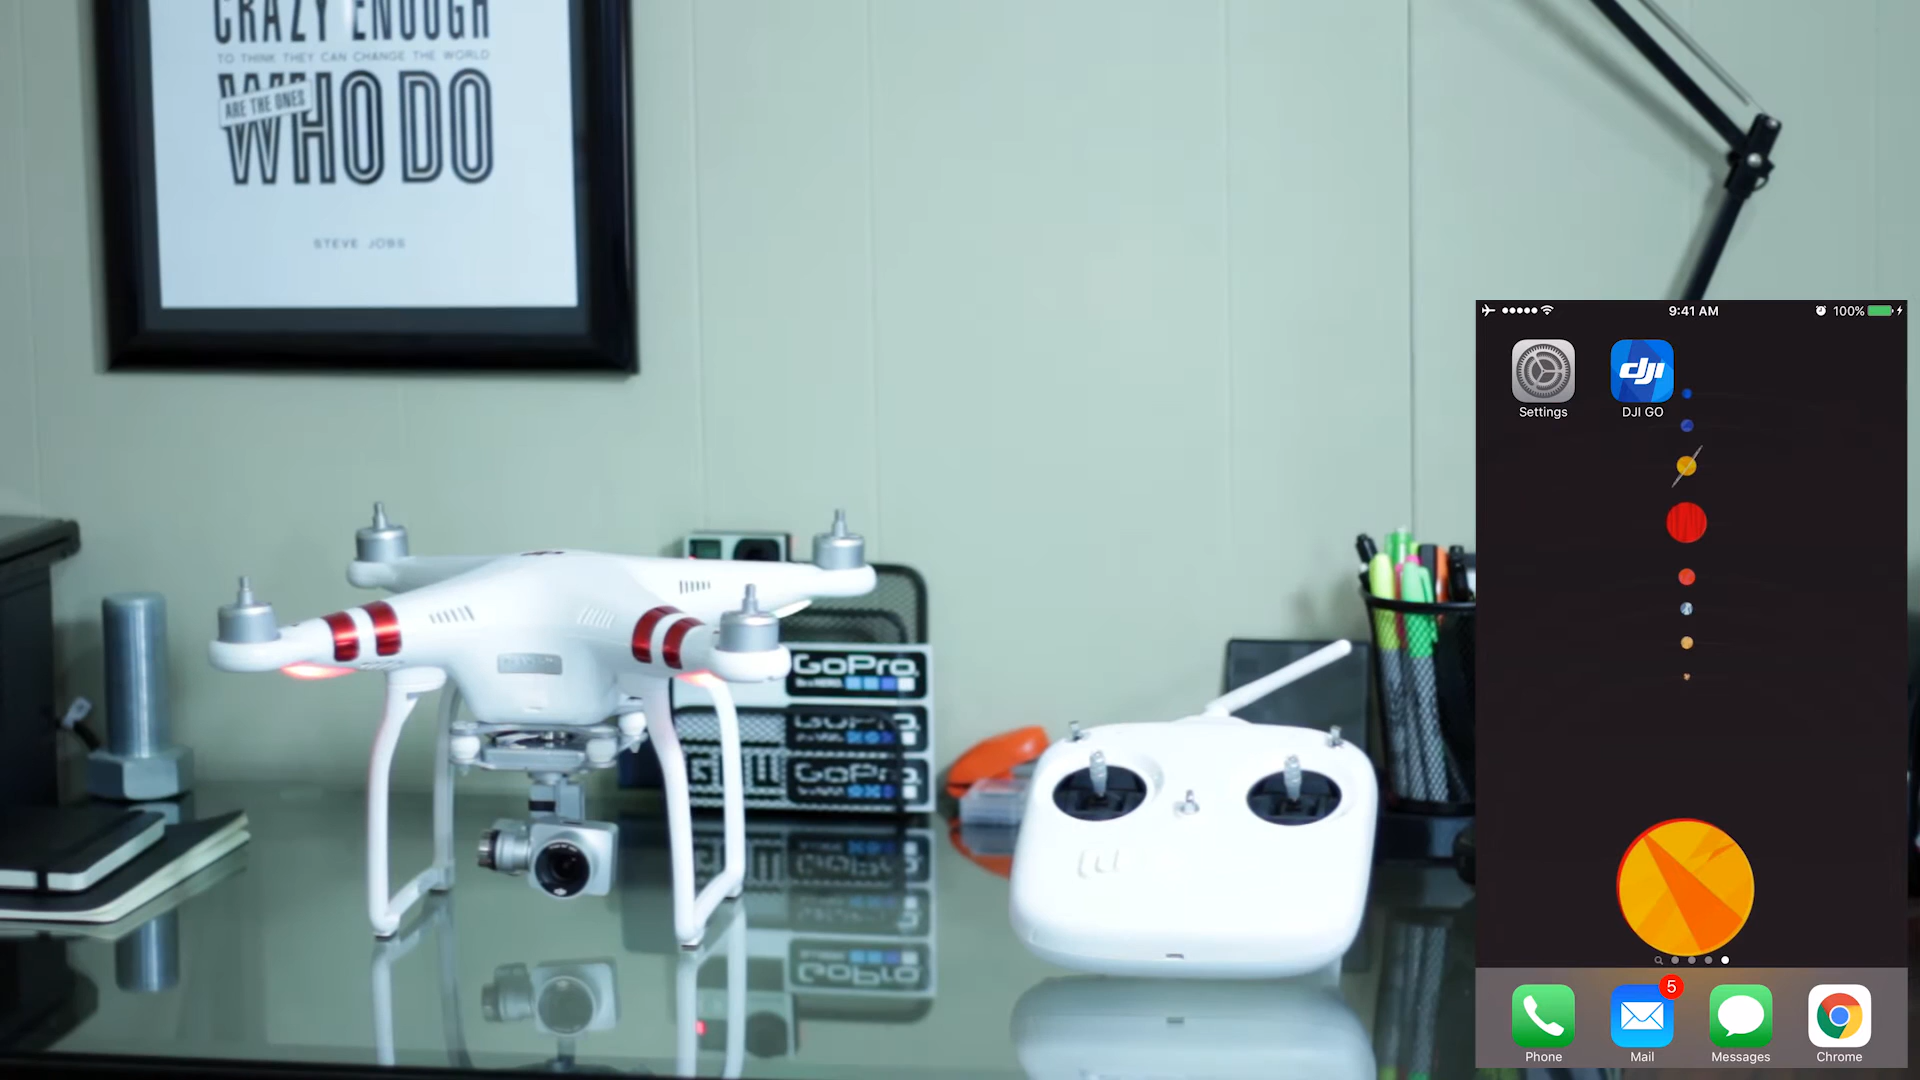 CRAZY ENOUGH
TO THINK THEY CAN CHANGE THE WORLD
ARE THE ONES
WHO DO
STEVE JOBS
GoPro
GoPro
GoPro
9:41 AM
100%
dji
Settings
DJI GO
5
Phone
Mail
Messages
Chrome